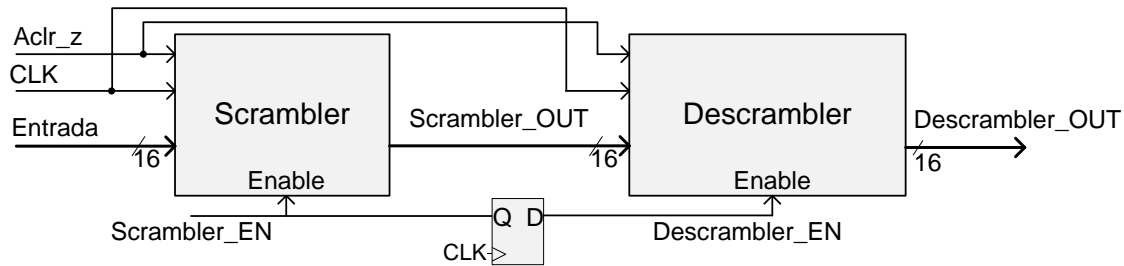 Aclr_z
CLK
Entrada
16
Scrambler
Enable
Scrambler_OUT
16
Descrambler
Enable
Descrambler_OUT
16
Scrambler_EN
Q D
CLK
Descrambler_EN